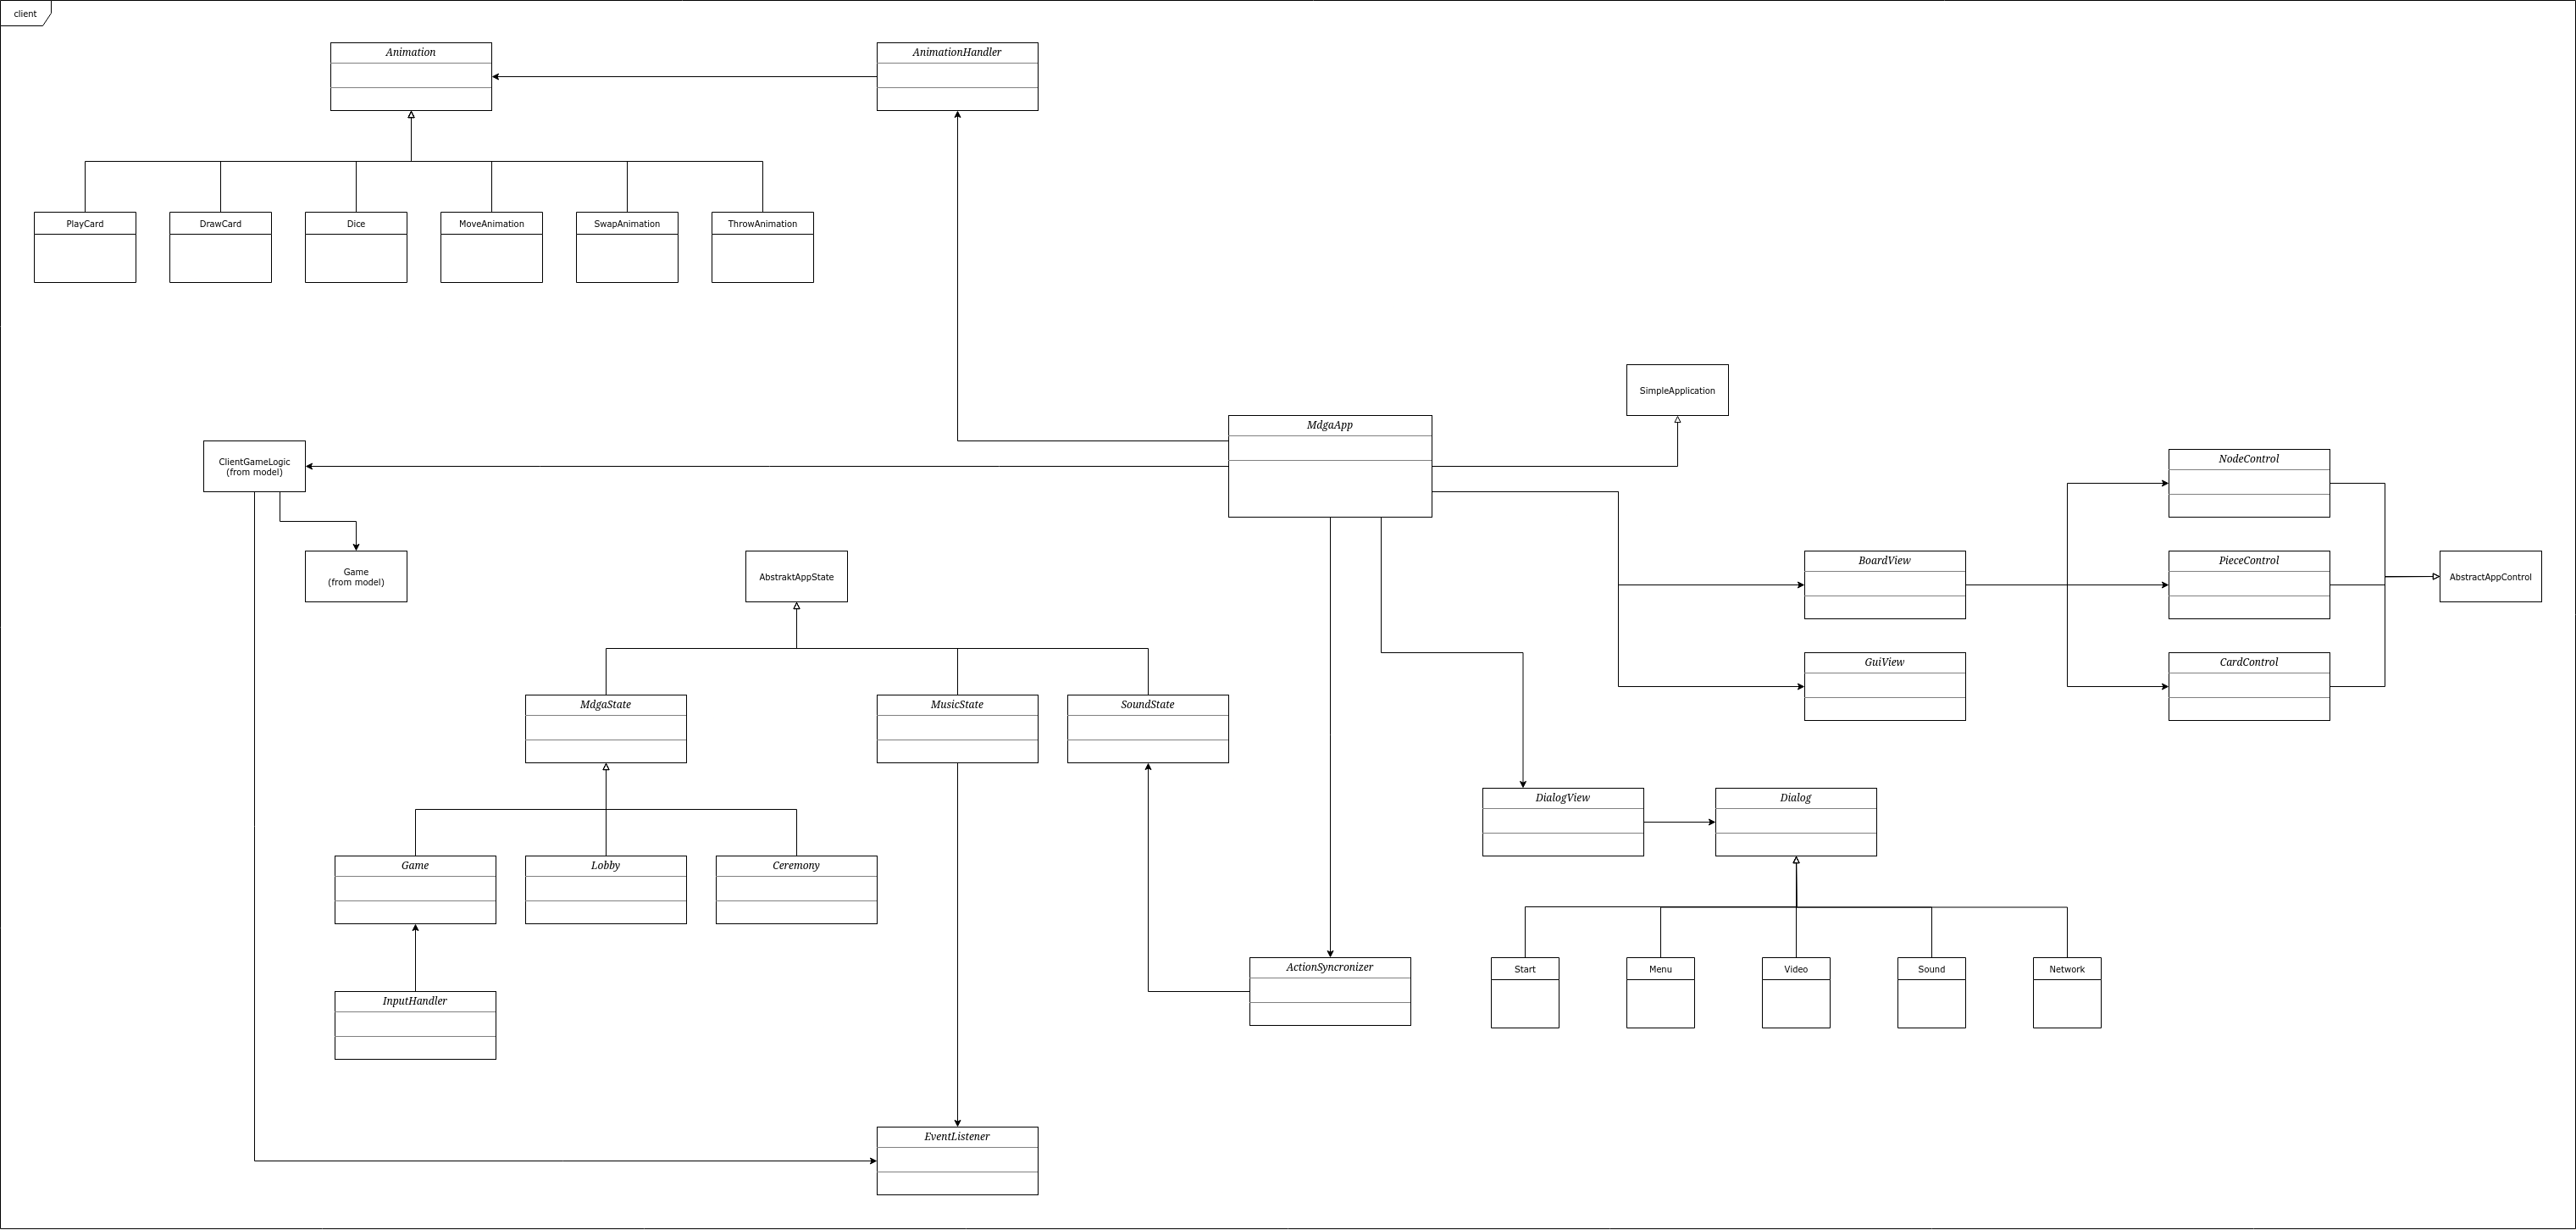 client
Animation
AnimationHandler
PlayCard
DrawCard
Dice
MoveAnimation
SwapAnimation
ThrowAnimation
SimpleApplication
MdgaApp
ClientGameLogic
(from model)
NodeControl
Game
(from model)
AbstraktAppState
BoardView
PieceControl
AbstractAppControl
GuiView
CardControl
MdgaState
MusicState
SoundState
DialogView
Dialog
Game
Lobby
Ceremony
ActionSyncronizer
Start
Menu
Video
Sound
Network
InputHandler
EventListener